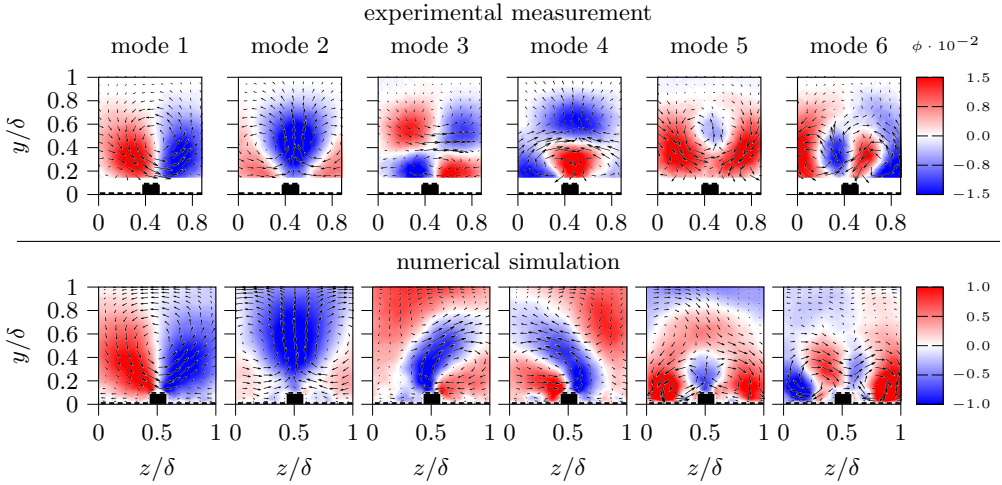 experimental measurement
mode 1 mode 2 mode 3 mode 4 mode 5 mode 6 ϕ · 10⁻²
y/δ
1
0.8
0.6
0.4
0.2
0
0 0.4 0.8 0 0.4 0.8 0 0.4 0.8 0 0.4 0.8 0 0.4 0.8 0 0.4 0.8
1.5
0.8
0.0
−0.8
−1.5
numerical simulation
y/δ
1
0.8
0.6
0.4
0.2
0
0 0.5 1 0 0.5 1 0 0.5 1 0 0.5 1 0 0.5 1 0 0.5 1
z/δ z/δ z/δ z/δ z/δ z/δ
1.0
0.5
0.0
−0.5
−1.0